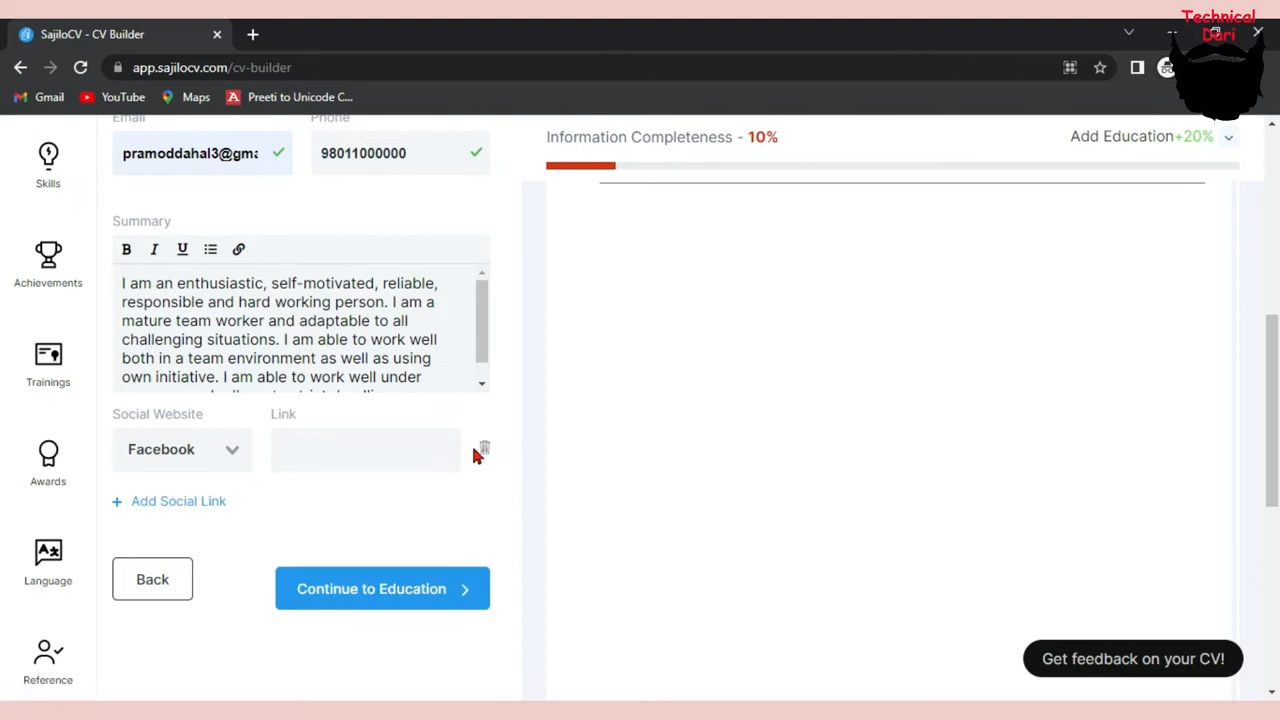 Technical
Dari
SajiloCV - CV Builder
app.sajilocv.com/cv-builder
Gmail
YouTube
Maps
Preeti to Unicode C...
Email
Phone
pramoddahal3@gma
98011000000
Information Completeness - 10%
Add Education+20%
Skills
Summary
B I U
I am an enthusiastic, self-motivated, reliable,
responsible and hard working person. I am a
mature team worker and adaptable to all
challenging situations. I am able to work well
both in a team environment as well as using
own initiative. I am able to work well under
Achievements
Trainings
Social Website
Link
Facebook
Awards
+ Add Social Link
Language
Back
Continue to Education
Reference
Get feedback on your CV!